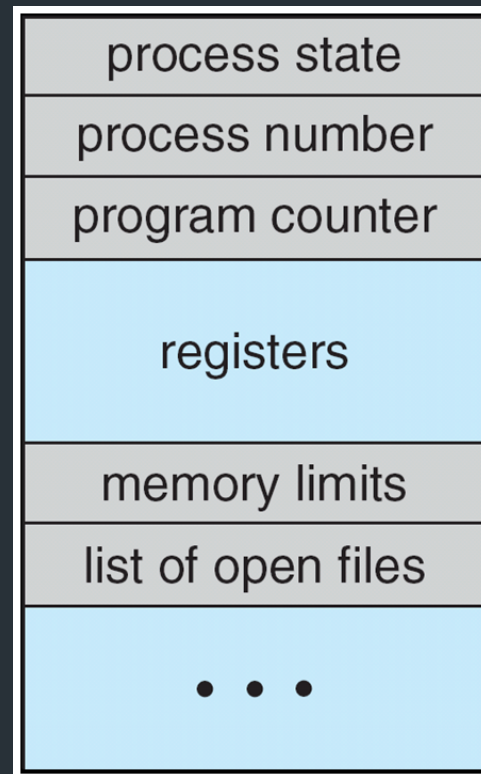 process state
process number
program counter
registers
memory limits
list of open files
• • •